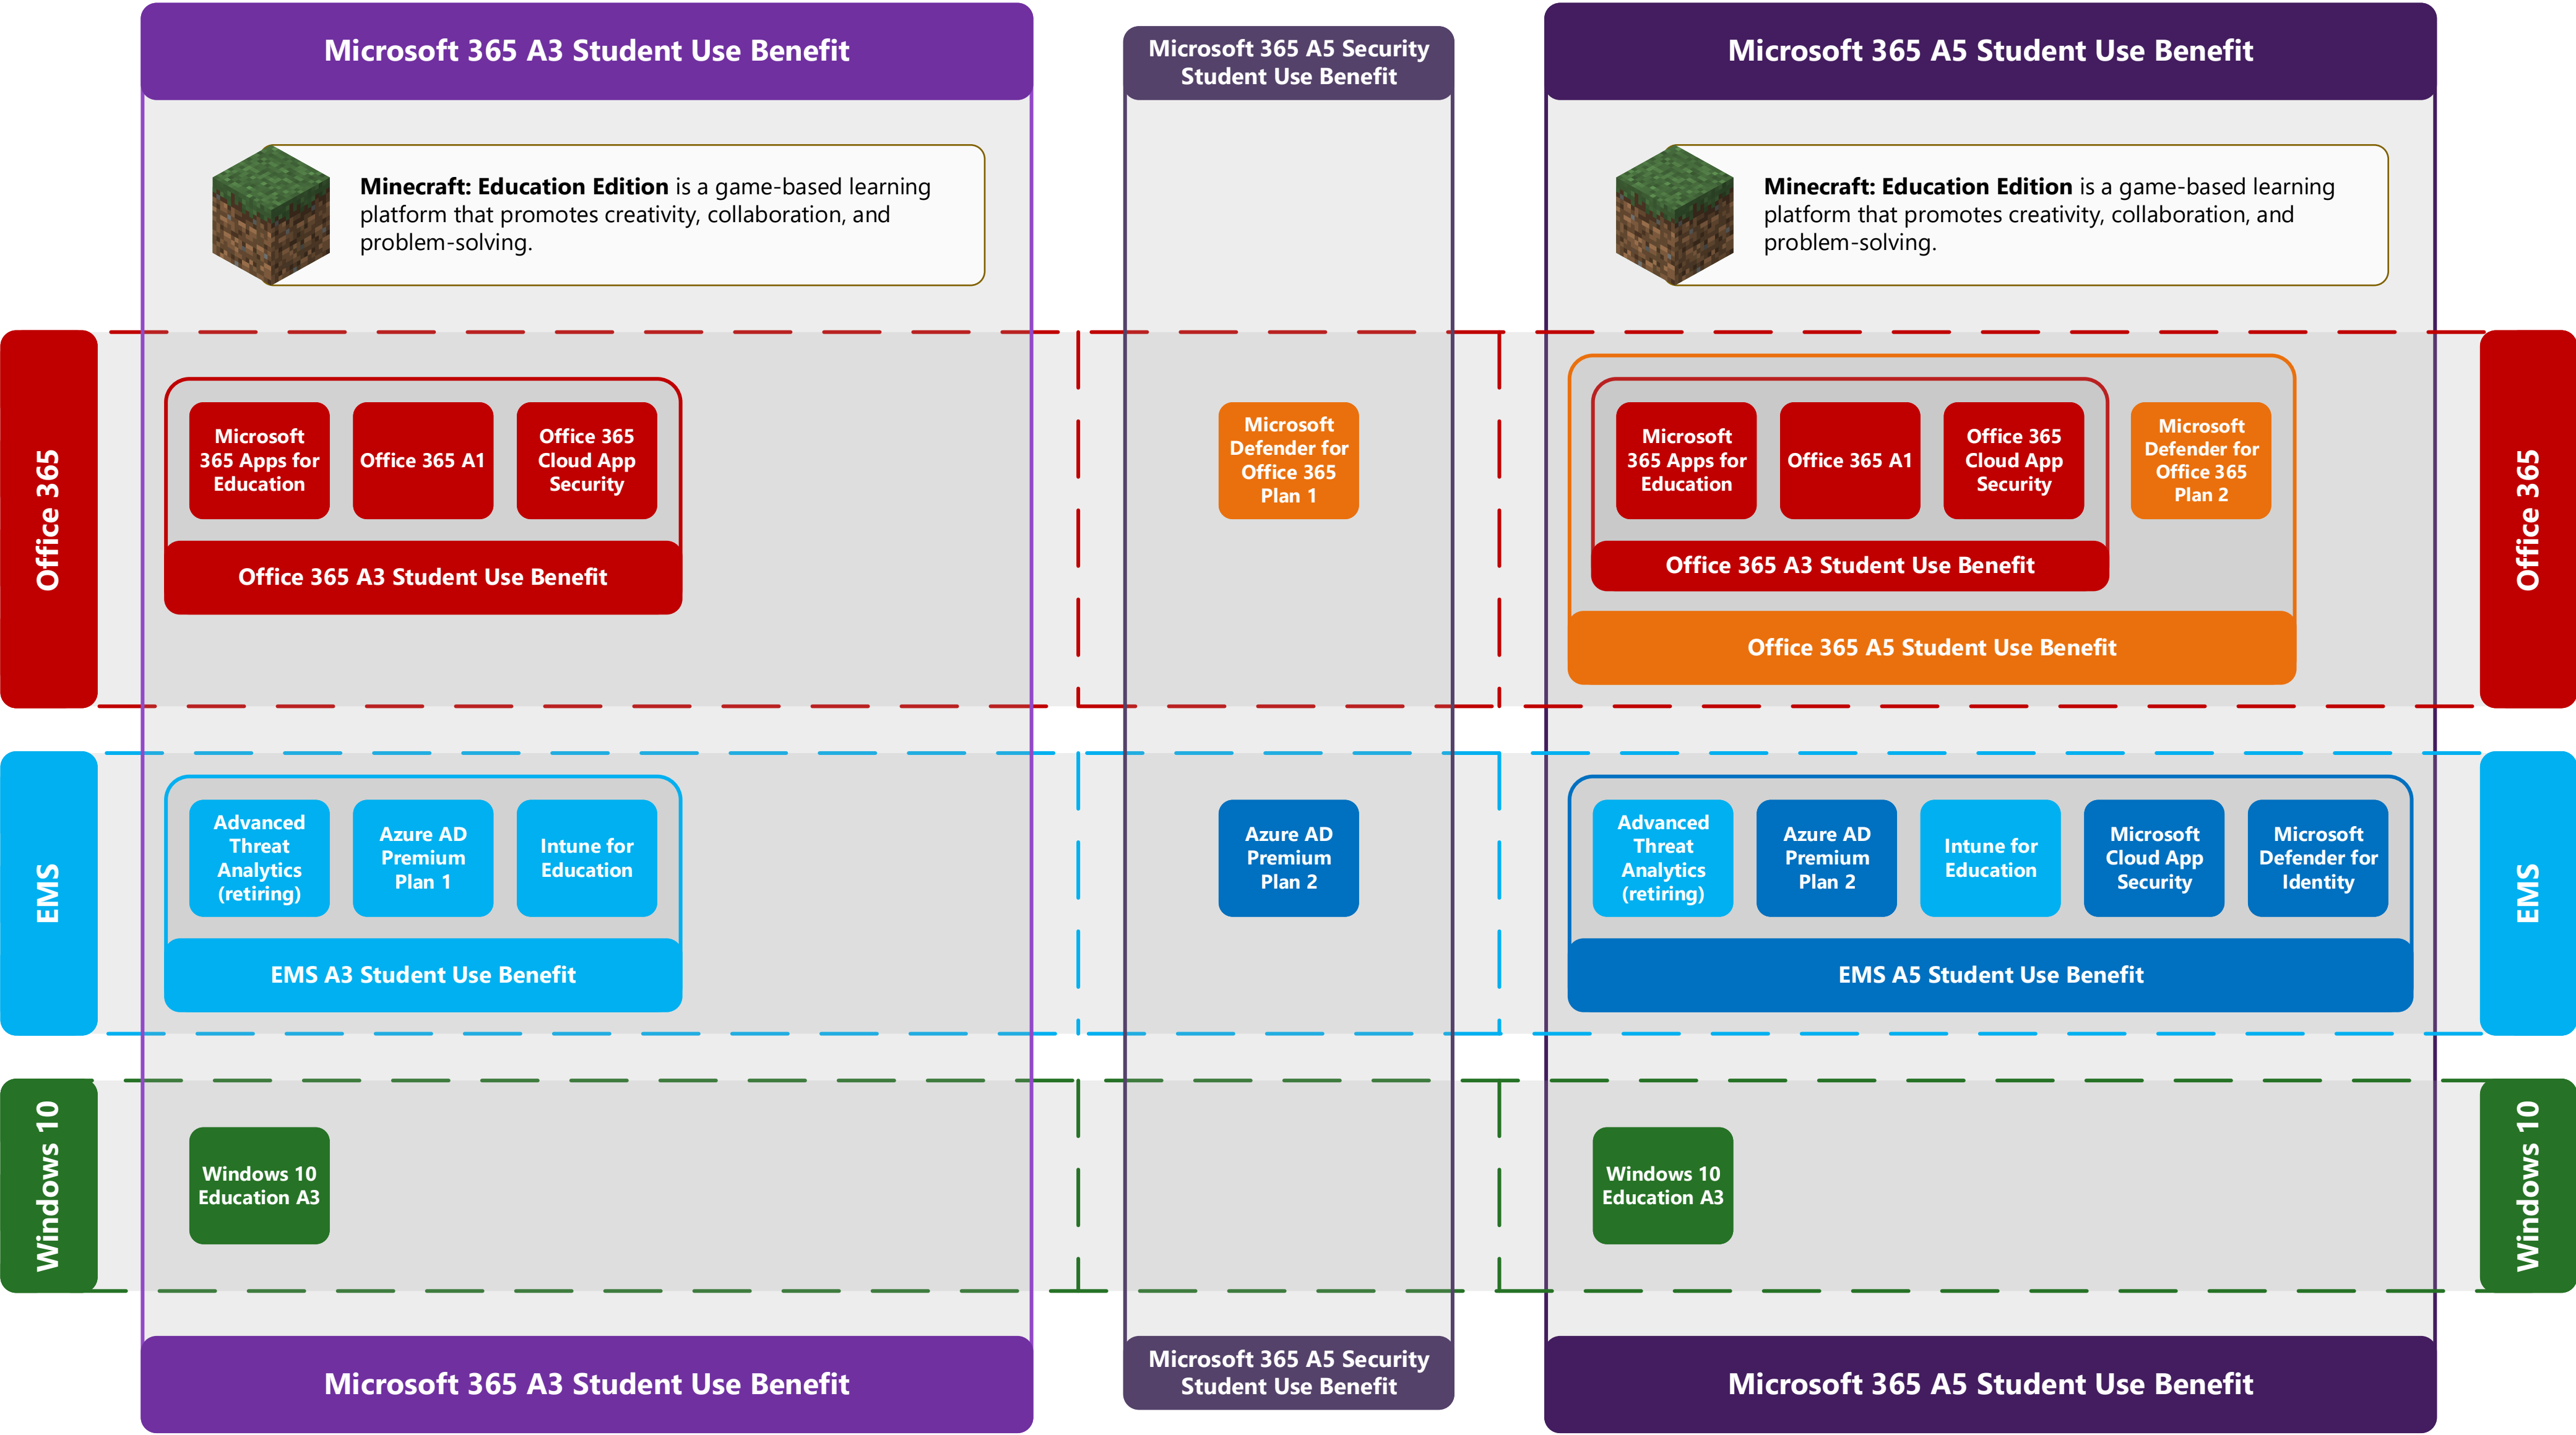 Microsoft 365 A3 Student Use Benefit
Microsoft 365 A5 Security
Student Use Benefit
Microsoft 365 A5 Student Use Benefit
Minecraft: Education Edition is a game-based learning
platform that promotes creativity, collaboration, and
problem-solving.
Minecraft: Education Edition is a game-based learning
platform that promotes creativity, collaboration, and
problem-solving.
Office 365
Microsoft
365 Apps for
Education
Office 365 A1
Office 365
Cloud App
Security
Office 365 A3 Student Use Benefit
Microsoft
Defender for
Office 365
Plan 1
Microsoft
365 Apps for
Education
Office 365 A1
Office 365
Cloud App
Security
Office 365 A3 Student Use Benefit
Microsoft
Defender for
Office 365
Plan 2
Office 365 A5 Student Use Benefit
Office 365
EMS
Advanced
Threat
Analytics
(retiring)
Azure AD
Premium
Plan 1
Intune for
Education
EMS A3 Student Use Benefit
Azure AD
Premium
Plan 2
Advanced
Threat
Analytics
(retiring)
Azure AD
Premium
Plan 2
Intune for
Education
Microsoft
Cloud App
Security
Microsoft
Defender for
Identity
EMS A5 Student Use Benefit
EMS
Windows 10
Windows 10
Education A3
Windows 10
Education A3
Windows 10
Microsoft 365 A3 Student Use Benefit
Microsoft 365 A5 Security
Student Use Benefit
Microsoft 365 A5 Student Use Benefit